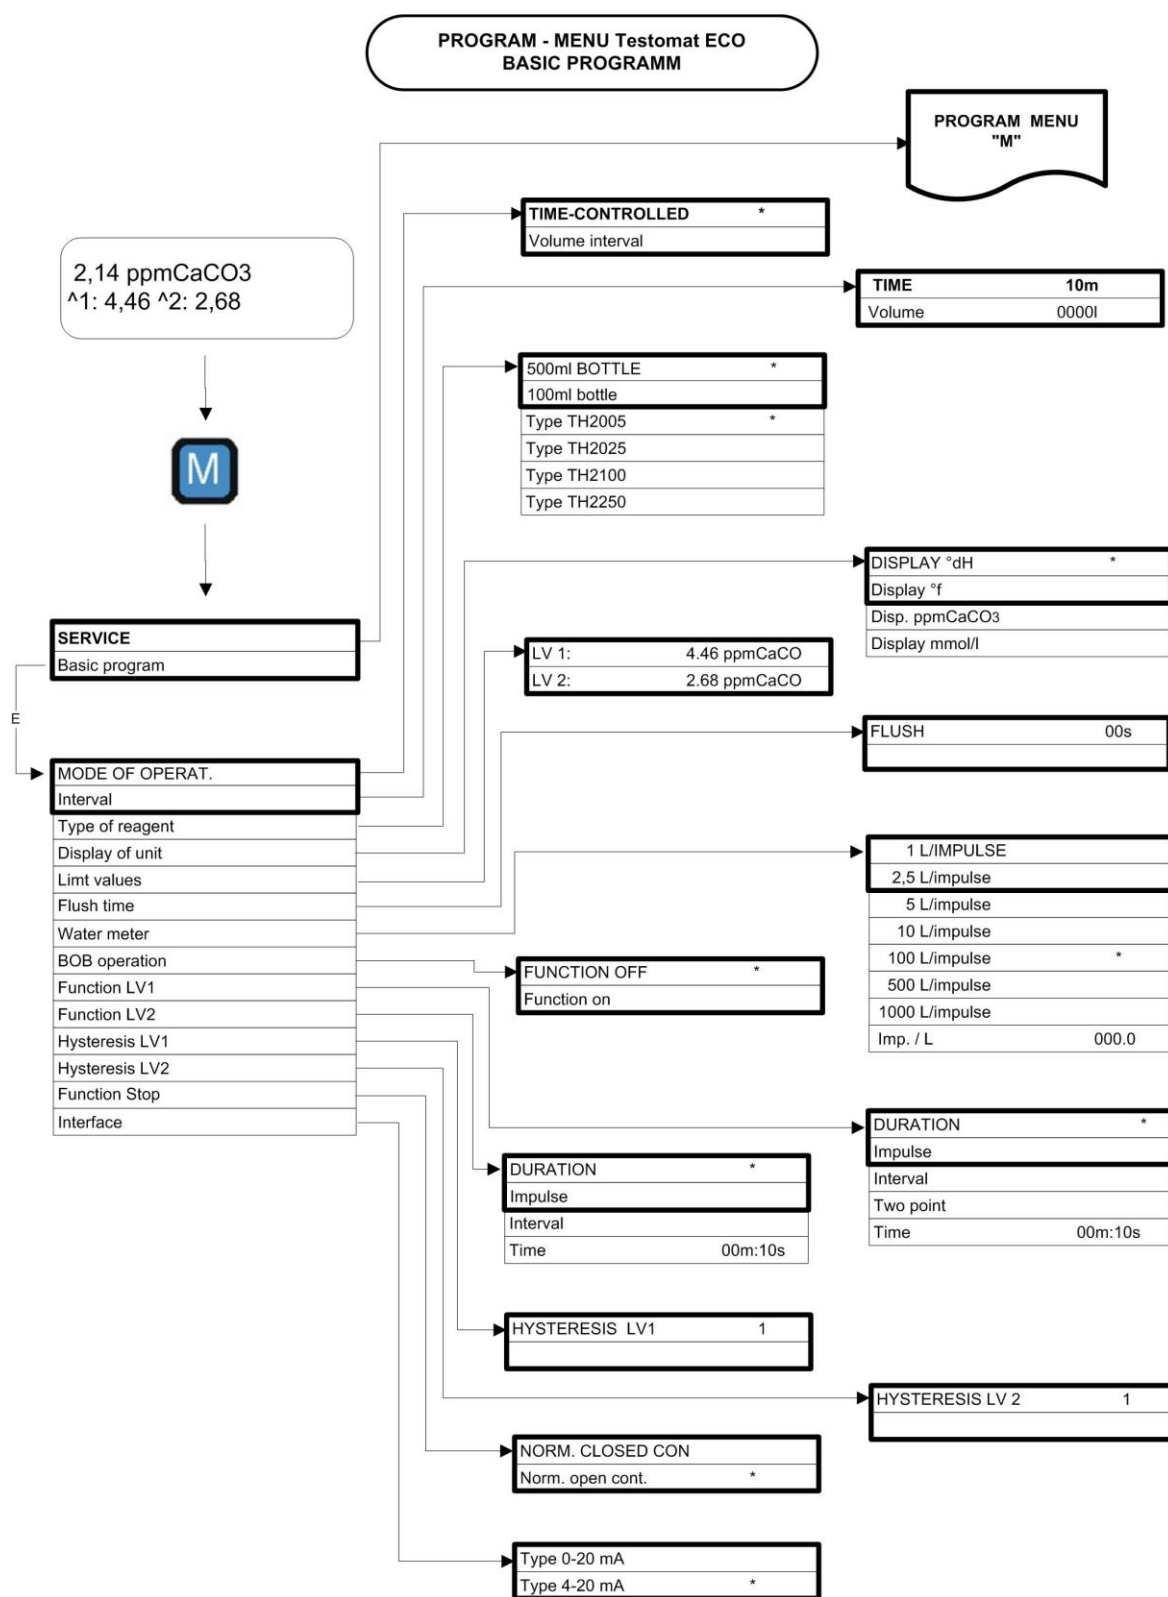 PROGRAM - MENU Testomat ECO
BASIC PROGRAMM
PROGRAM MENU
"M"
TIME-CONTROLLED *
Volume interval
2,14 ppmCaCO3
^1: 4,46 ^2: 2,68
TIME 10m
Volume 0000l
500ml BOTTLE *
100ml bottle
Type TH2005 *
Type TH2025
Type TH2100
Type TH2250
M
DISPLAY °dH *
Display °f
Disp. ppmCaCO3
Display mmol/l
SERVICE
Basic program
LV 1: 4.46 ppmCaCO
LV 2: 2.68 ppmCaCO
E
FLUSH 00s
MODE OF OPERAT.
Interval
Type of reagent
Display of unit
Limt values
Flush time
Water meter
BOB operation
Function LV1
Function LV2
Hysteresis LV1
Hysteresis LV2
Function Stop
Interface
1 L/IMPULSE
2,5 L/impulse
5 L/impulse
10 L/impulse
100 L/impulse *
500 L/impulse
1000 L/impulse
Imp. / L 000.0
FUNCTION OFF *
Function on
DURATION *
Impulse
Interval
Two point
Time 00m:10s
DURATION *
Impulse
Interval
Time 00m:10s
HYSTERESIS LV1 1
HYSTERESIS LV 2 1
NORM. CLOSED CON
Norm. open cont. *
Type 0-20 mA
Type 4-20 mA *